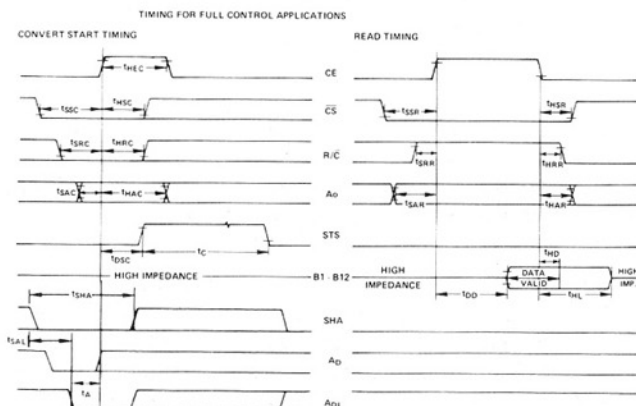 TIMING FOR FULL CONTROL APPLICATIONS
CONVERT START TIMING
READ TIMING
tHEC
CE
tSSC
tHSC
CS
tSSR
tHSR
tSRC
tHRC
R/C
tSRR
tHRR
tSAC
tHAC
Ao
tSAR
tHAR
STS
tDSC
tC
tHD
HIGH IMPEDANCE
B1 - B12
HIGH
IMPEDANCE
DATA
VALID
HIGH
tDD
tHL
tSHA
SHA
tSAL
AD
tA